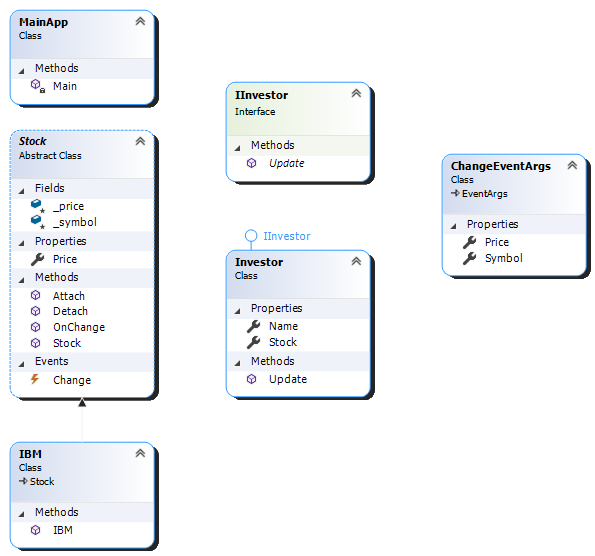 MainApp
Class
Methods
Main
Stock
Abstract Class
Fields
_price
_symbol
Properties
Price
Methods
Attach
Detach
OnChange
Stock
Events
Change
IBM
Class
Stock
Methods
IBM
IInvestor
Interface
Methods
Update
IInvestor
Investor
Class
Properties
Name
Stock
Methods
Update
ChangeEventArgs
Class
EventArgs
Properties
Price
Symbol